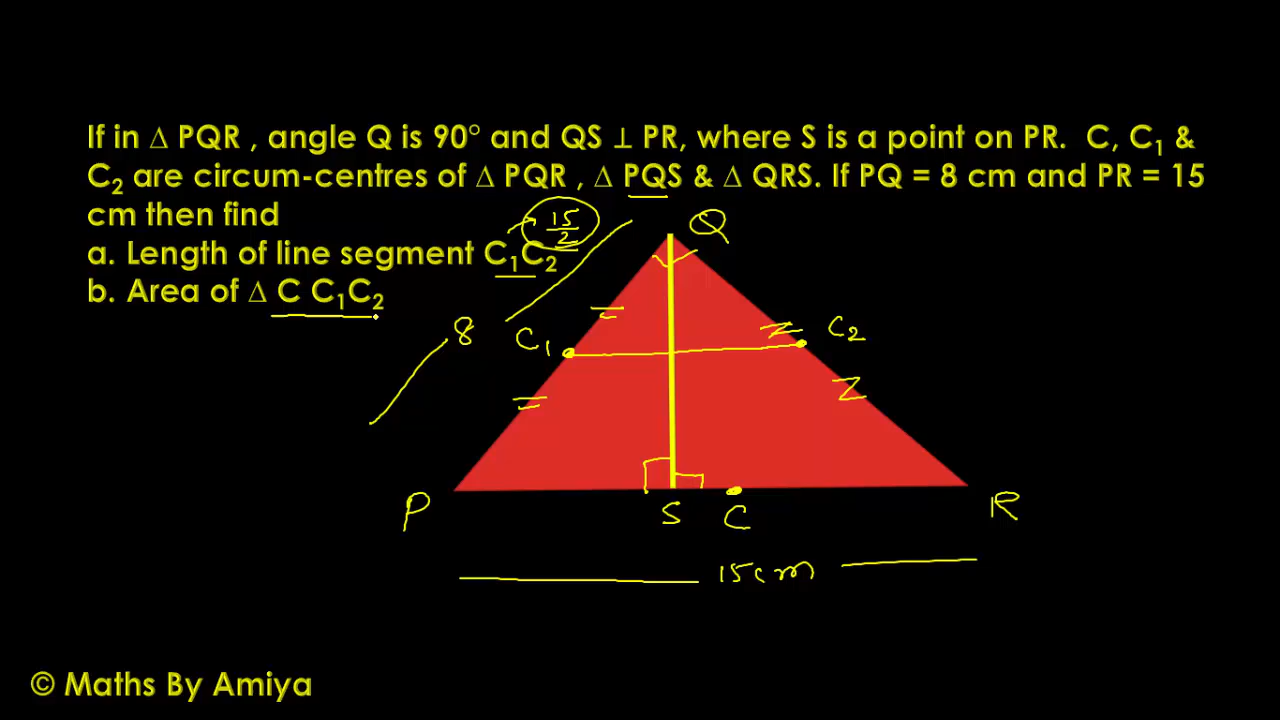 If in ∆ PQR , angle Q is 90° and QS ⊥ PR, where S is a point on PR. C, C₁ &
C₂ are circum-centres of ∆ PQR , ∆ PQS & ∆ QRS. If PQ = 8 cm and PR = 15
cm then find
15/2
Q
a. Length of line segment C₁C₂
b. Area of ∆ C C₁C₂
8
C₁
C₂
P
S
C
R
15cm
© Maths By Amiya